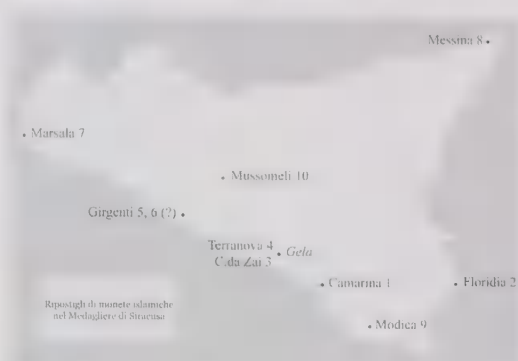 Messina 8
Marsala 7
Mussomeli 10
Girgenti 5, 6 (?)
Terranova 4
Gela
C.da Zai 3
Camarina 1
Floridia 2
Ripostigli di monete islamiche
nel Medagliere di Siracusa
Modica 9